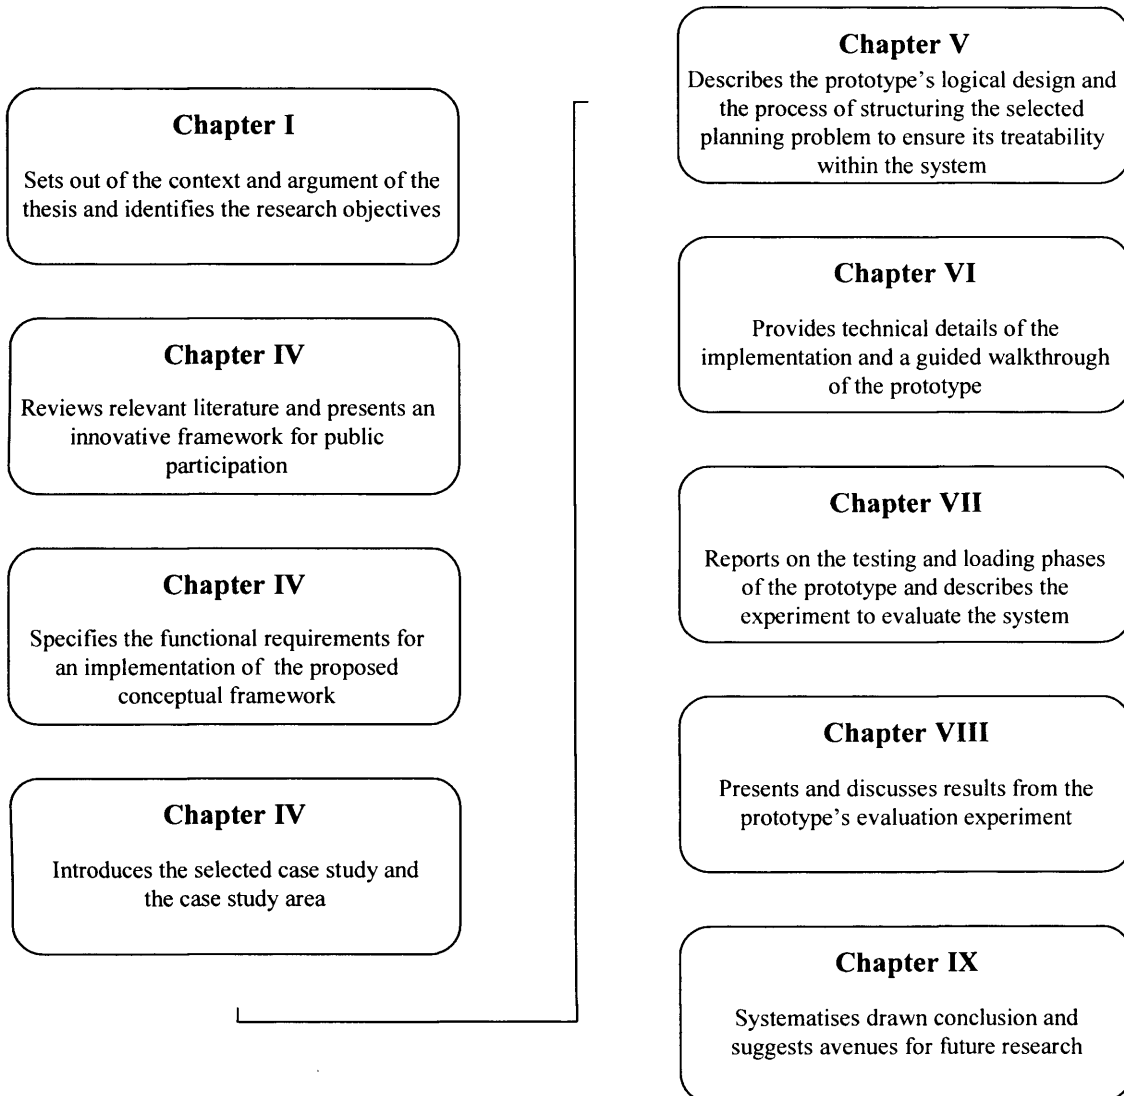 Chapter I
Sets out of the context and argument of the
thesis and identifies the research objectives
Chapter IV
Reviews relevant literature and presents an
innovative framework for public
participation
Chapter IV
Specifies the functional requirements for
an implementation of the proposed
conceptual framework
Chapter IV
Introduces the selected case study and
the case study area
Chapter V
Describes the prototype's logical design and
the process of structuring the selected
planning problem to ensure its treatability
within the system
Chapter VI
Provides technical details of the
implementation and a guided walkthrough
of the prototype
Chapter VII
Reports on the testing and loading phases
of the prototype and describes the
experiment to evaluate the system
Chapter VIII
Presents and discusses results from the
prototype's evaluation experiment
Chapter IX
Systematises drawn conclusion and
suggests avenues for future research